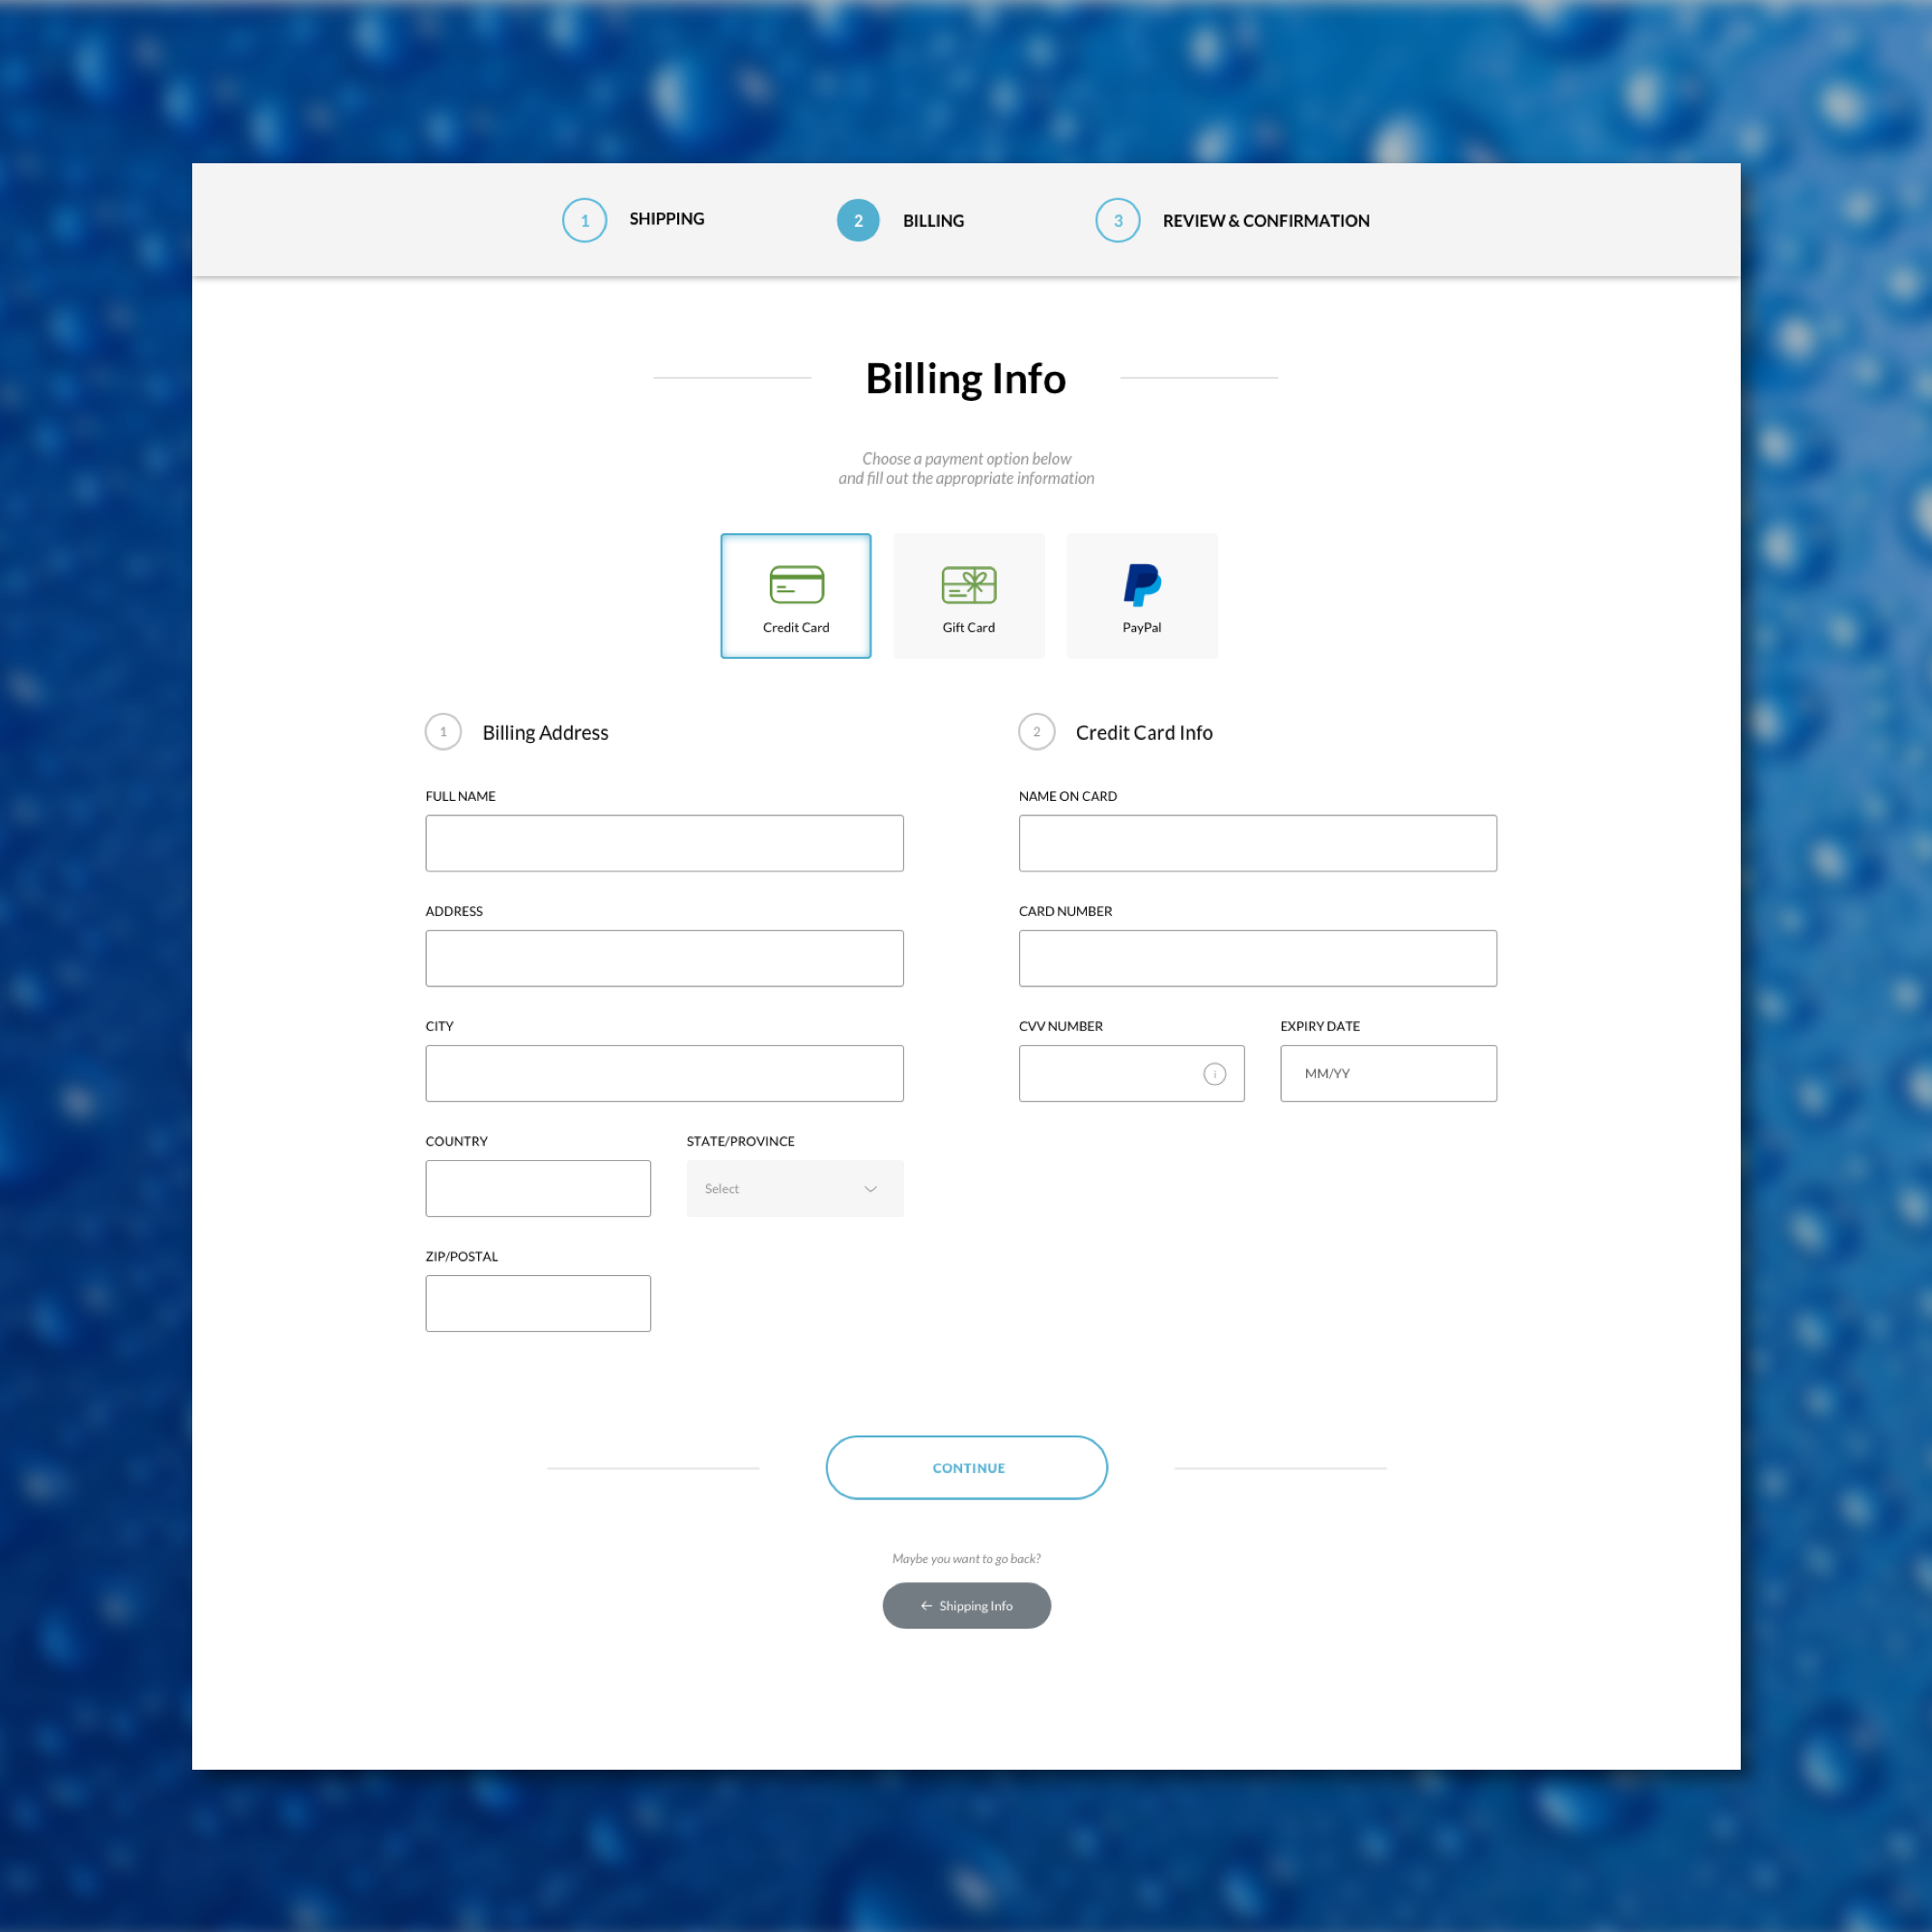 1 SHIPPING 2 BILLING 3 REVIEW & CONFIRMATION
Billing Info
Choose a payment option below
and fill out the appropriate information
Credit Card Gift Card PayPal
1 Billing Address
FULL NAME
ADDRESS
CITY
COUNTRY STATE/PROVINCE
Select
ZIP/POSTAL
2 Credit Card Info
NAME ON CARD
CARD NUMBER
CVV NUMBER EXPIRY DATE
i MM/YY
CONTINUE
Maybe you want to go back?
← Shipping Info